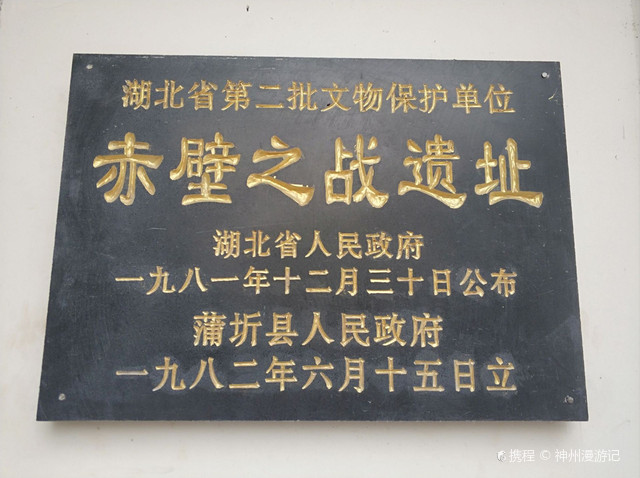 湖北省第二批文物保护单位
赤壁之战遗址
湖北省人民政府
一九八一年十二月三十日公布
蒲圻县人民政府
一九八二年六月十五日立
携程 © 神州漫游记